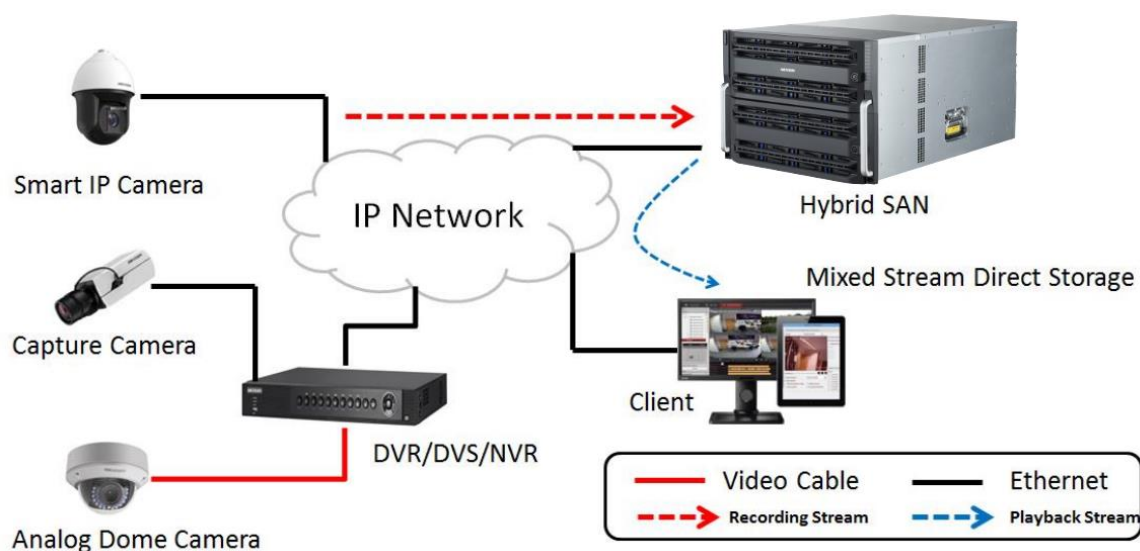 Smart IP Camera
IP Network
Hybrid SAN
Mixed Stream Direct Storage
Capture Camera
Client
DVR/DVS/NVR
Analog Dome Camera
Video Cable
Ethernet
Recording Stream
Playback Stream